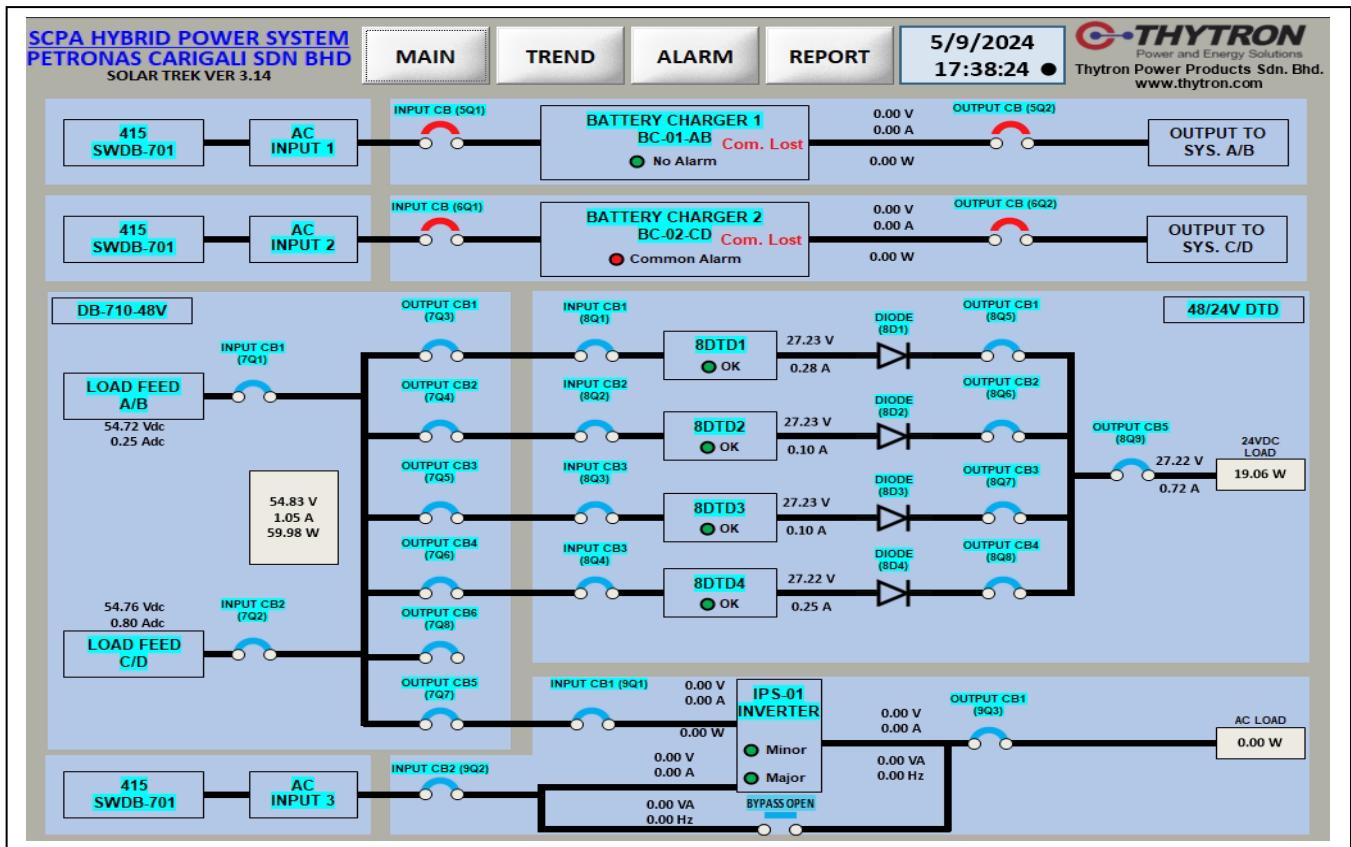 SCPA HYBRID POWER SYSTEM
PETRONAS CARIGALI SDN BHD
SOLAR TREK VER 3.14
MAIN
TREND
ALARM
REPORT
5/9/2024
17:38:24
THYTRON
Power and Energy Solutions
Thytron Power Products Sdn. Bhd.
www.thytron.com
415
SWDB-701
AC
INPUT 1
INPUT CB (5Q1)
BATTERY CHARGER 1
BC-01-AB
Com. Lost
No Alarm
0.00 V
0.00 A
0.00 W
OUTPUT CB (5Q2)
OUTPUT TO
SYS. A/B
415
SWDB-701
AC
INPUT 2
INPUT CB (6Q1)
BATTERY CHARGER 2
BC-02-CD
Com. Lost
Common Alarm
0.00 V
0.00 A
0.00 W
OUTPUT CB (6Q2)
OUTPUT TO
SYS. C/D
DB-710-48V
INPUT CB1
(7Q1)
LOAD FEED
A/B
54.72 Vdc
0.25 Adc
54.83 V
1.05 A
59.98 W
54.76 Vdc
0.80 Adc
INPUT CB2
(7Q2)
LOAD FEED
C/D
OUTPUT CB1
(7Q3)
OUTPUT CB2
(7Q4)
OUTPUT CB3
(7Q5)
OUTPUT CB4
(7Q6)
OUTPUT CB6
(7Q8)
OUTPUT CB5
(7Q7)
48/24V DTD
INPUT CB1
(8Q1)
8DTD1
OK
27.23 V
0.28 A
DIODE
(8D1)
OUTPUT CB1
(8Q5)
INPUT CB2
(8Q2)
8DTD2
OK
27.23 V
0.10 A
DIODE
(8D2)
OUTPUT CB2
(8Q6)
INPUT CB3
(8Q3)
8DTD3
OK
27.23 V
0.10 A
DIODE
(8D3)
OUTPUT CB3
(8Q7)
INPUT CB3
(8Q4)
8DTD4
OK
27.22 V
0.25 A
DIODE
(8D4)
OUTPUT CB4
(8Q8)
OUTPUT CB5
(8Q9)
27.22 V
0.72 A
24VDC
LOAD
19.06 W
INPUT CB1 (9Q1)
0.00 V
0.00 A
0.00 W
IPS-01
INVERTER
Minor
Major
0.00 V
0.00 A
0.00 VA
0.00 Hz
OUTPUT CB1
(9Q3)
AC LOAD
0.00 W
415
SWDB-701
AC
INPUT 3
INPUT CB2 (9Q2)
0.00 V
0.00 A
0.00 VA
0.00 Hz
BYPASS OPEN